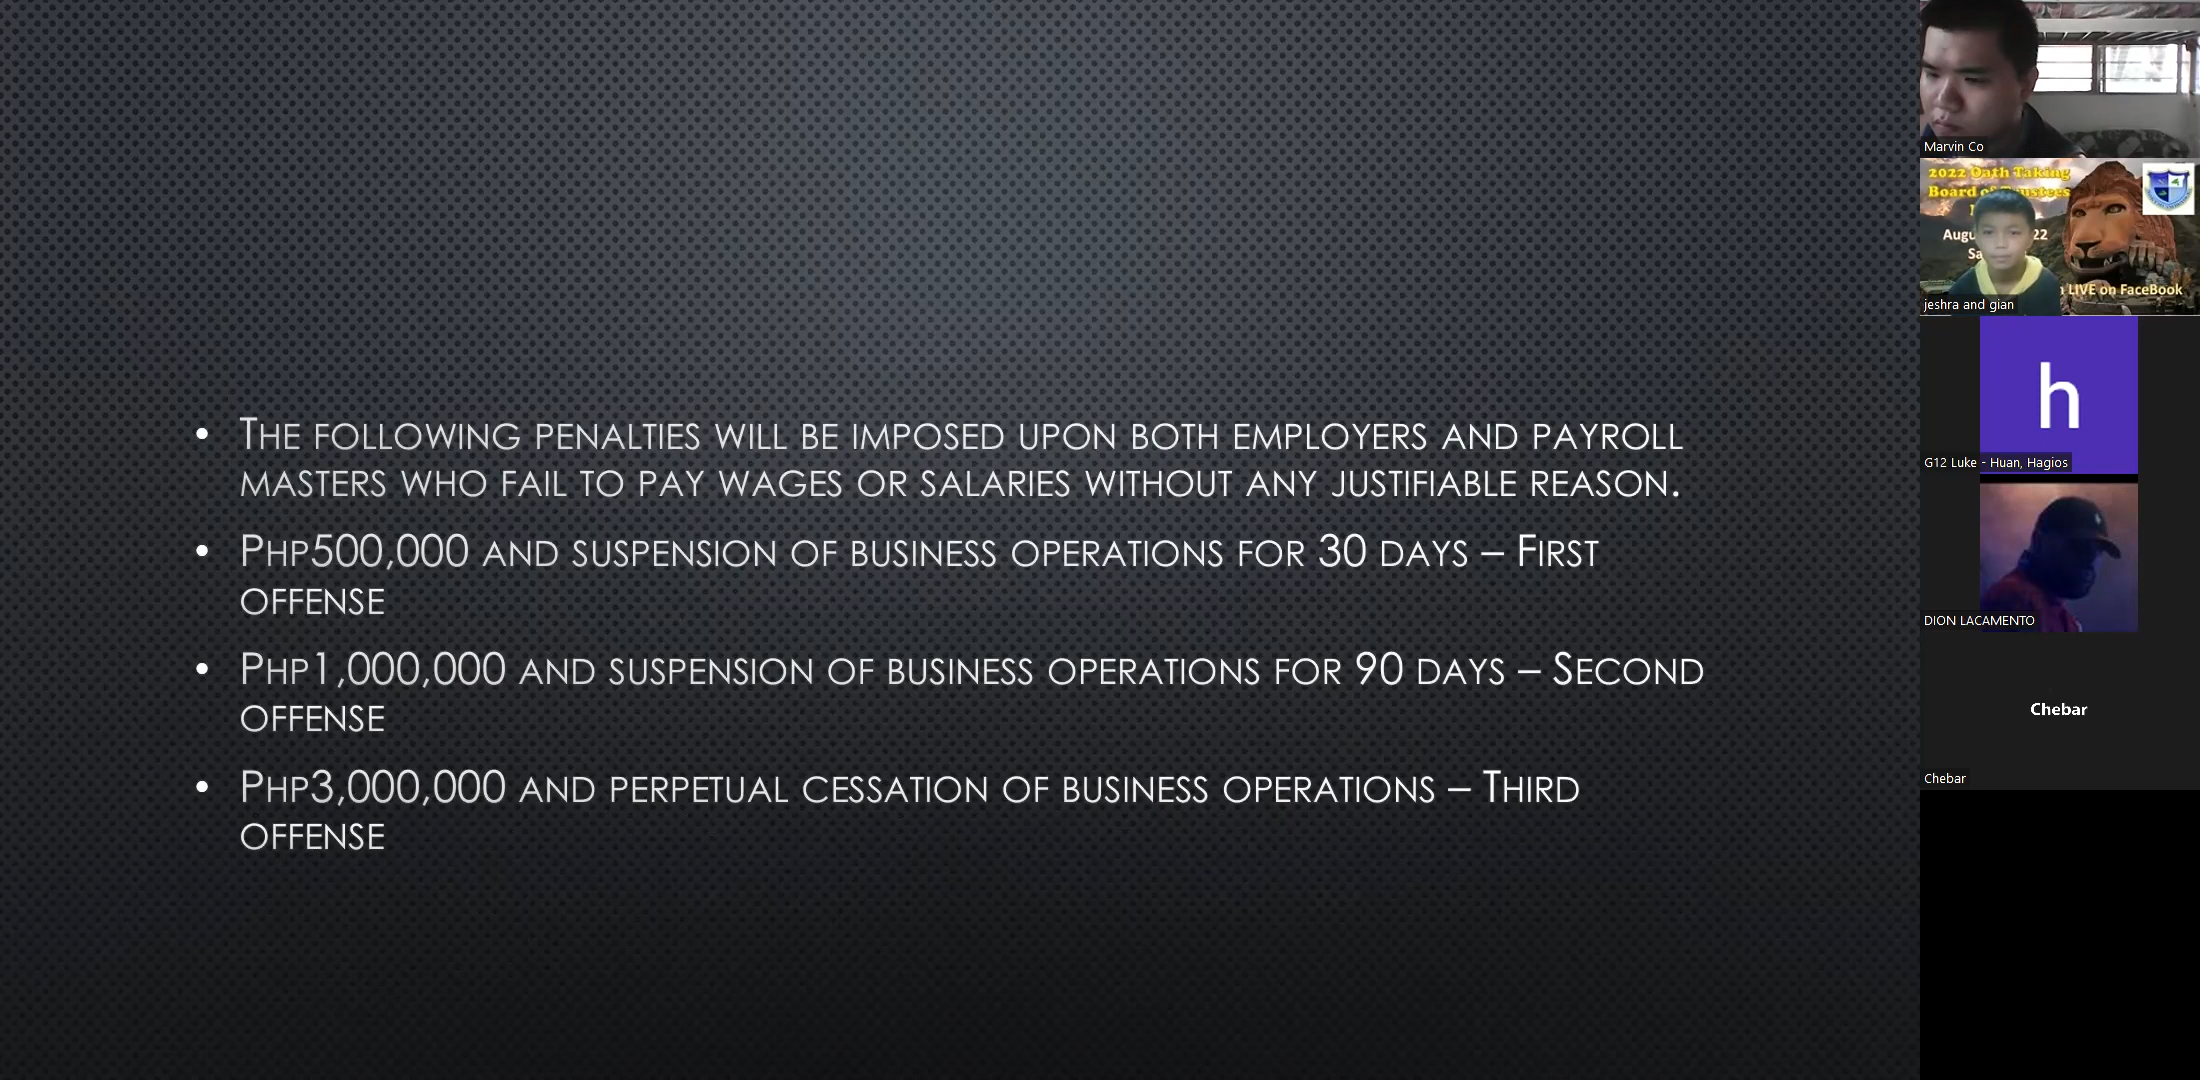 • The following penalties will be imposed upon both employers and payroll
masters who fail to pay wages or salaries without any justifiable reason.
• Php500,000 and suspension of business operations for 30 days – First
offense
• Php1,000,000 and suspension of business operations for 90 days – Second
offense
• Php3,000,000 and perpetual cessation of business operations – Third
offense
Marvin Co
2022 Oath Taking
Board of
22
LIVE on FaceBook
jeshra and gian
h
G12 Luke - Huan, Hagios
DION LACAMENTO
Chebar
Chebar